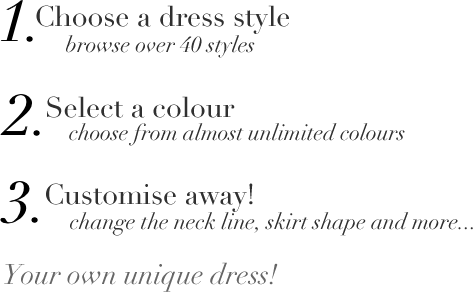 1. Choose a dress style
browse over 40 styles
2. Select a colour
choose from almost unlimited colours
3. Customise away!
change the neck line, skirt shape and more...
Your own unique dress!